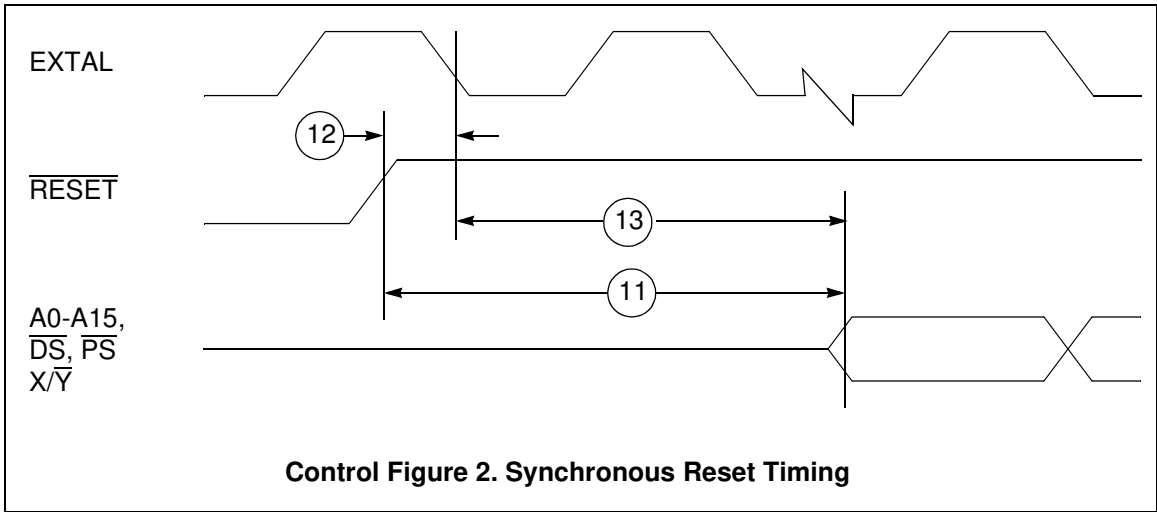 EXTAL
12
RESET
13
11
A0-A15,
DS, PS
X/Y
Control Figure 2. Synchronous Reset Timing